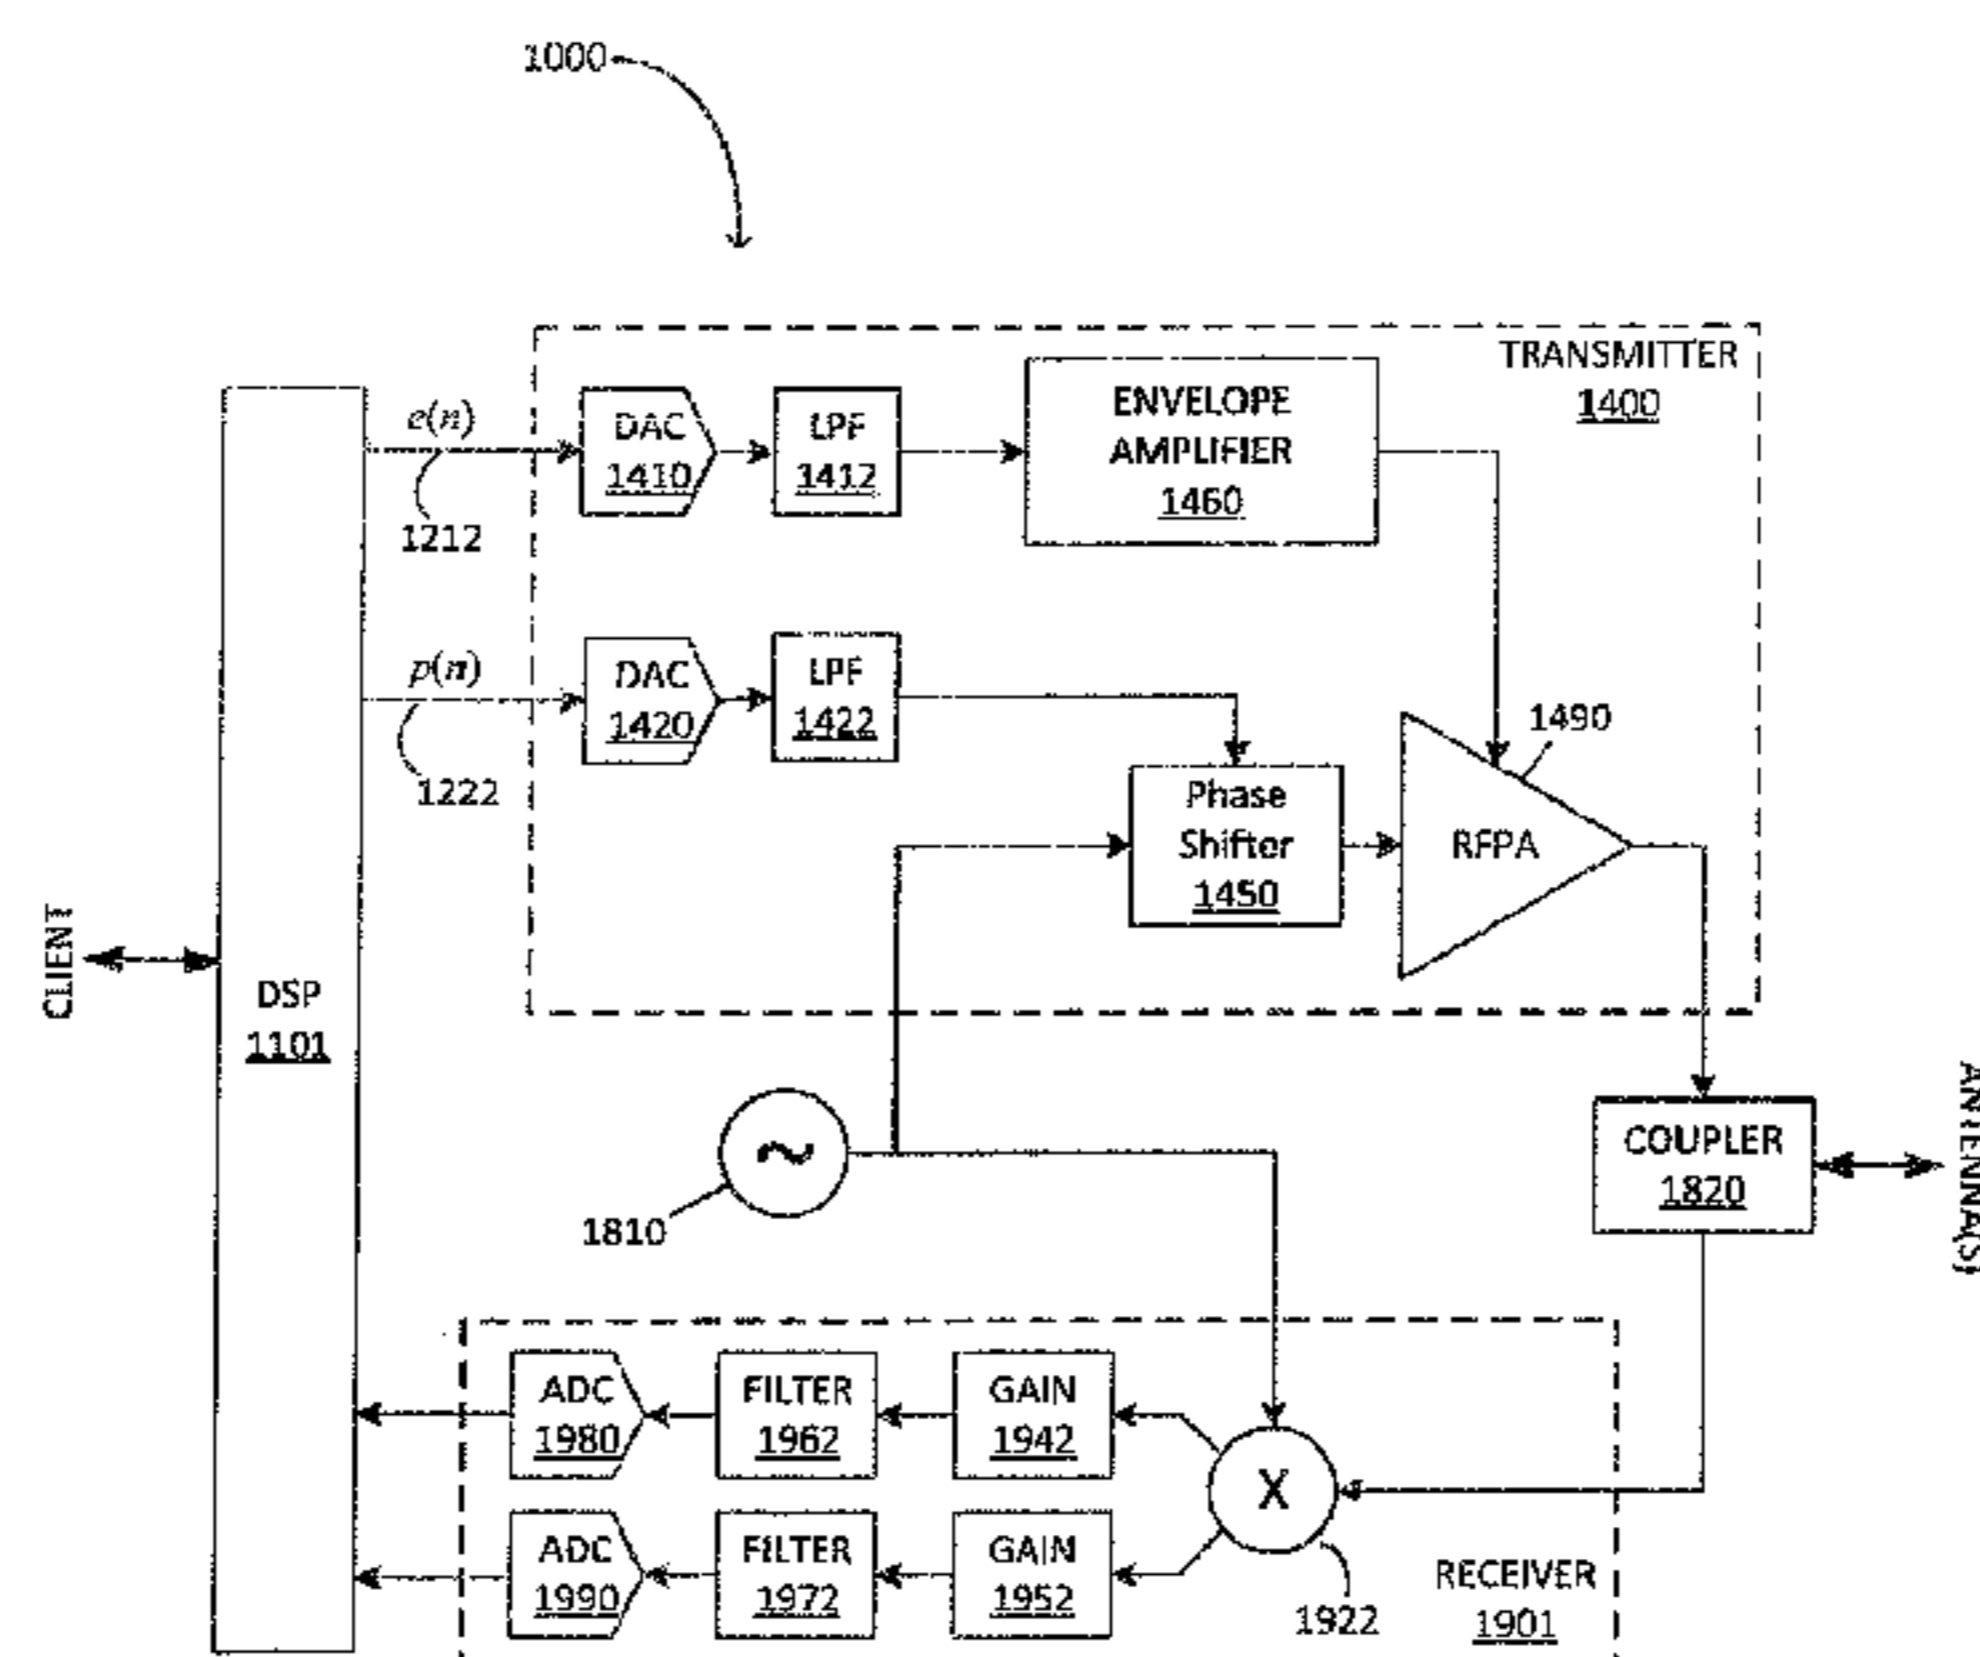 1000
TRANSMITTER
1400
e(n)
1212
DAC
1410
LPF
1412
ENVELOPE
AMPLIFIER
1460
p(n)
1222
DAC
1420
LPF
1422
Phase
Shifter
1450
RFPA
1490
CLIENT
DSP
1101
1810
COUPLER
1820
ANTENNA(S)
ADC
1980
FILTER
1962
GAIN
1942
X
1922
ADC
1990
FILTER
1972
GAIN
1952
RECEIVER
1901